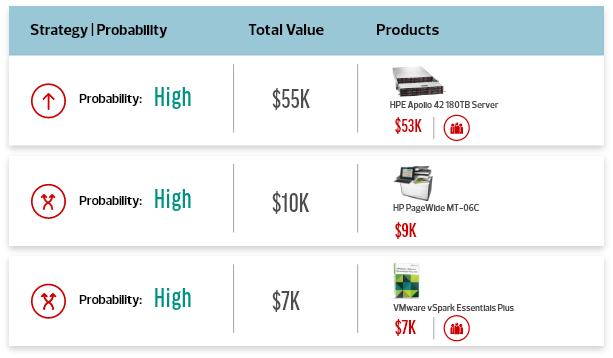 Strategy | Probability Total Value Products
Probability: High $55K
HPE Apollo 42 180TB Server
$53K
Probability: High $10K
HP PageWide MT-06C
$9K
Probability: High $7K
VMware vSpark Essentials Plus
$7K